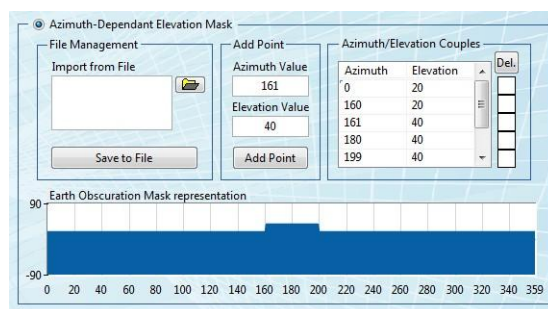 Azimuth-Dependant Elevation Mask
File Management
Import from File
Save to File
Add Point
Azimuth Value
161
Elevation Value
40
Add Point
Azimuth/Elevation Couples
Del.
Azimuth Elevation
0 20
160 20
161 40
180 40
199 40
Earth Obscuration Mask representation
90
-90
0 20 40 60 80 100 120 140 160 180 200 220 240 260 280 300 320 340 359